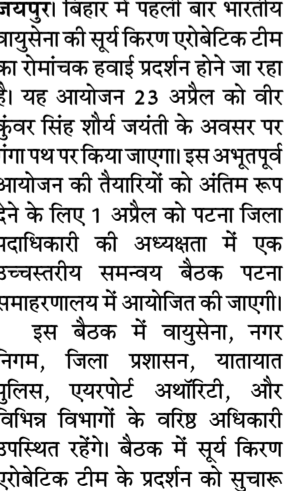 जयपुर। बिहार में पहली बार भारतीय
वायुसेना की सूर्य किरण एरोबेटिक टीम
का रोमांचक हवाई प्रदर्शन होने जा रहा
है। यह आयोजन 23 अप्रैल को वीर
कुंवर सिंह शौर्य जयंती के अवसर पर
गंगा पथ पर किया जाएगा। इस अभूतपूर्व
आयोजन की तैयारियों को अंतिम रूप
देने के लिए 1 अप्रैल को पटना जिला
पदाधिकारी की अध्यक्षता में एक
उच्चस्तरीय समन्वय बैठक पटना
समाहरणालय में आयोजित की जाएगी।
इस बैठक में वायुसेना, नगर
निगम, जिला प्रशासन, यातायात
पुलिस, एयरपोर्ट अथॉरिटी, और
विभिन्न विभागों के वरिष्ठ अधिकारी
उपस्थित रहेंगे। बैठक में सूर्य किरण
एरोबेटिक टीम के प्रदर्शन को सुचारू